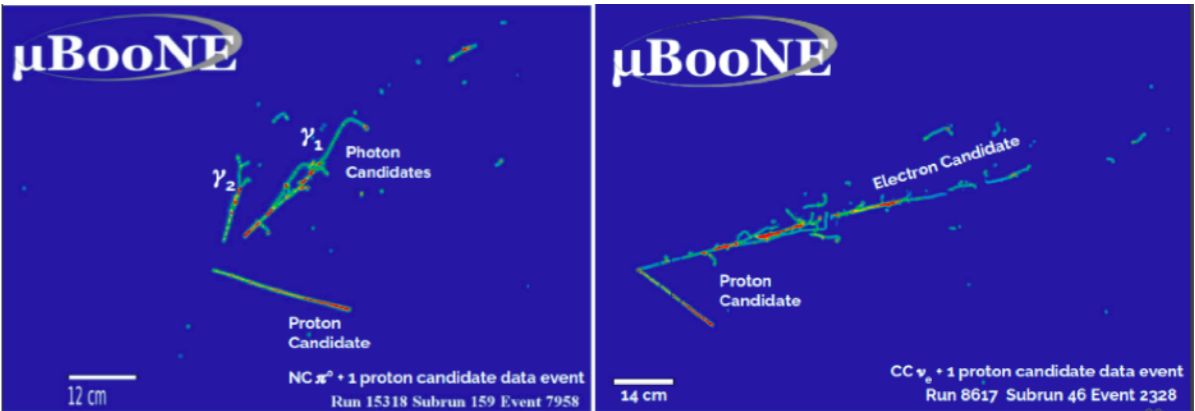 µBooNE
γ1
Photon
Candidates
γ2
Proton
Candidate
NC π° + 1 proton candidate data event
12 cm
Run 15318 Subrun 159 Event 7958
µBooNE
Electron Candidate
Proton
Candidate
CC νe + 1 proton candidate data event
14 cm
Run 8617 Subrun 46 Event 2328